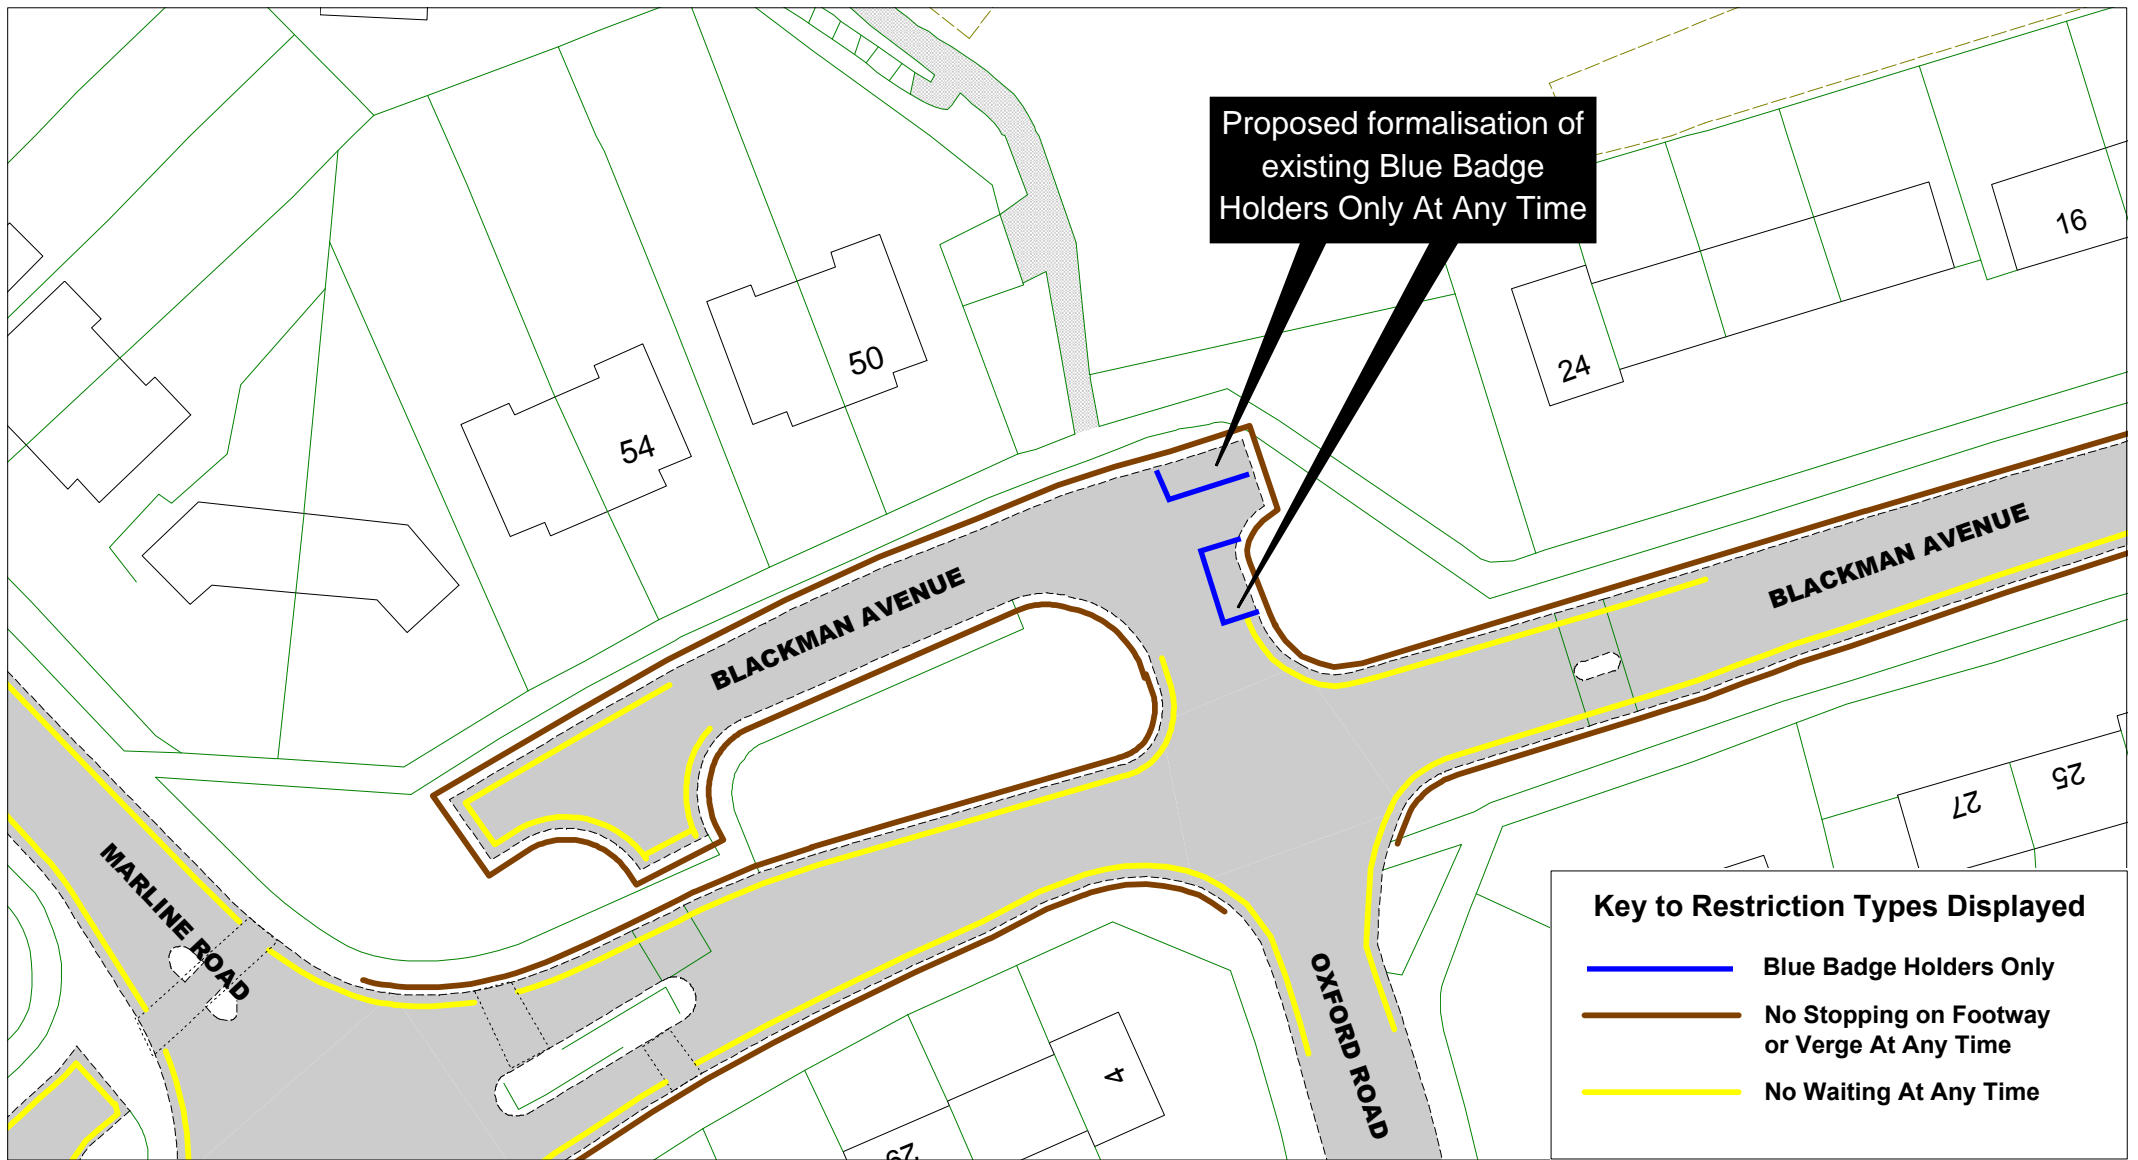 Proposed formalisation of
existing Blue Badge
Holders Only At Any Time
16
24
50
54
BLACKMAN AVENUE
BLACKMAN AVENUE
25
27
MARLINE ROAD
OXFORD ROAD
4
29
Key to Restriction Types Displayed
Blue Badge Holders Only
No Stopping on Footway
or Verge At Any Time
No Waiting At Any Time